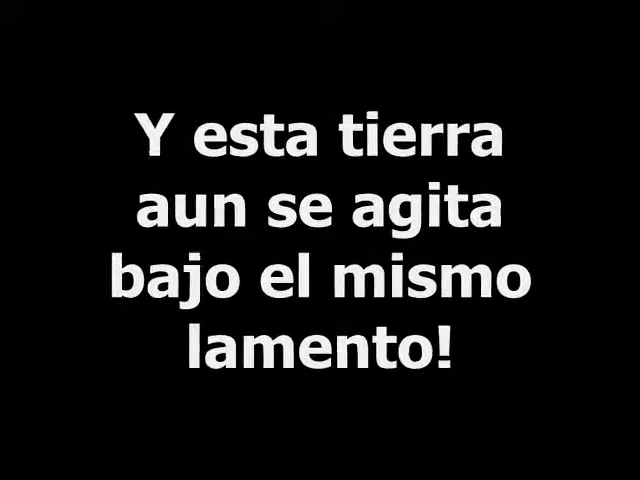 Y esta tierra
aun se agita
bajo el mismo
lamento!